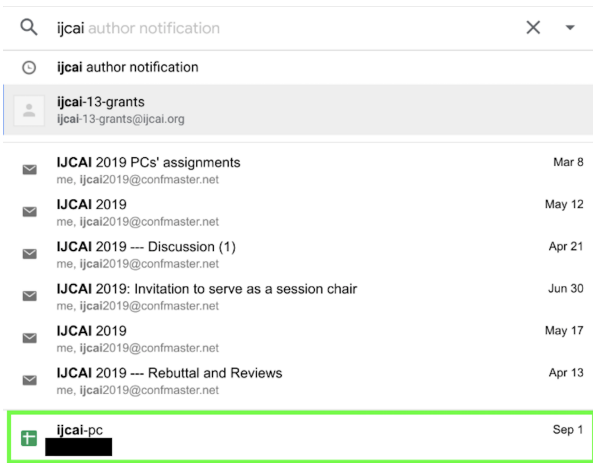 ijcai author notification
ijcai author notification
ijcai-13-grants
ijcai-13-grants@ijcai.org
IJCAI 2019 PCs' assignments Mar 8
me, ijcai2019@confmaster.net
IJCAI 2019 May 12
me, ijcai2019@confmaster.net
IJCAI 2019 --- Discussion (1) Apr 21
me, ijcai2019@confmaster.net
IJCAI 2019: Invitation to serve as a session chair Jun 30
me, ijcai2019@confmaster.net
IJCAI 2019 May 17
me, ijcai2019@confmaster.net
IJCAI 2019 --- Rebuttal and Reviews Apr 13
me, ijcai2019@confmaster.net
ijcai-pc Sep 1